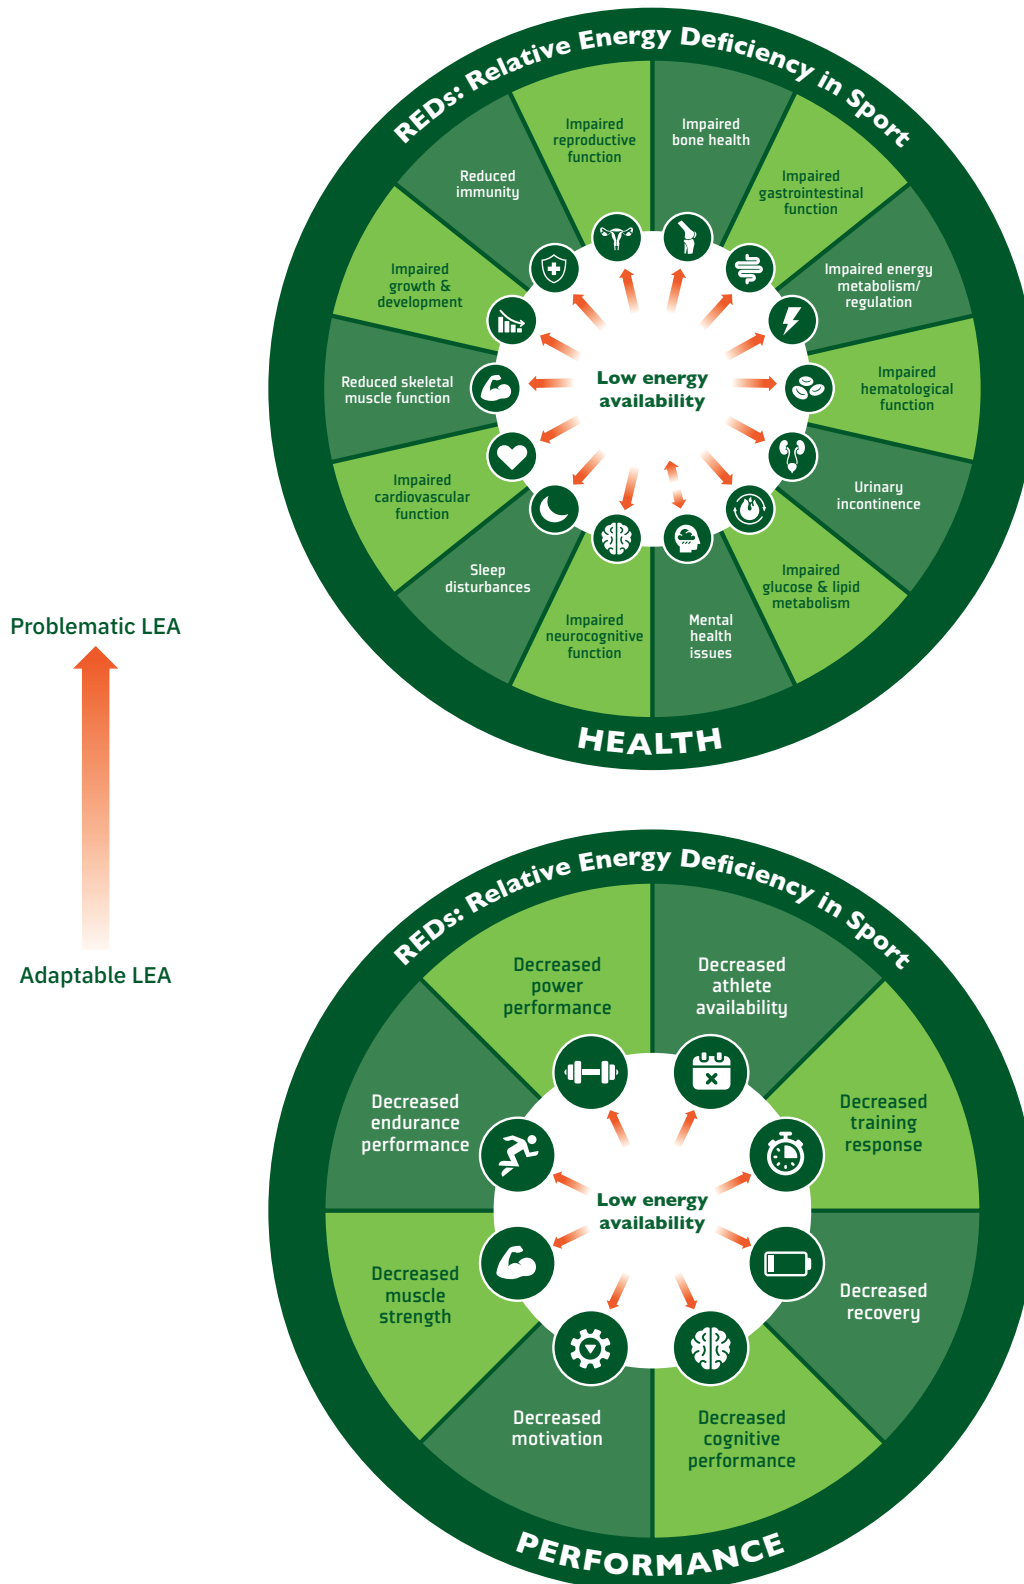 REDs: Relative Energy Deficiency in Sport
Impaired
reproductive
function
Impaired
bone health
Impaired
gastrointestinal
function
Impaired energy
metabolism/
regulation
Impaired
hematological
function
Urinary
incontinence
Impaired
glucose & lipid
metabolism
Mental
health
issues
Impaired
neurocognitive
function
Sleep
disturbances
Impaired
cardiovascular
function
Reduced skeletal
muscle function
Impaired
growth &
development
Reduced
immunity
Low energy
availability
HEALTH
Problematic LEA
Adaptable LEA
REDs: Relative Energy Deficiency in Sport
Decreased
power
performance
Decreased
athlete
availability
Decreased
training
response
Decreased
recovery
Decreased
cognitive
performance
Decreased
motivation
Decreased
muscle
strength
Decreased
endurance
performance
Low energy
availability
PERFORMANCE